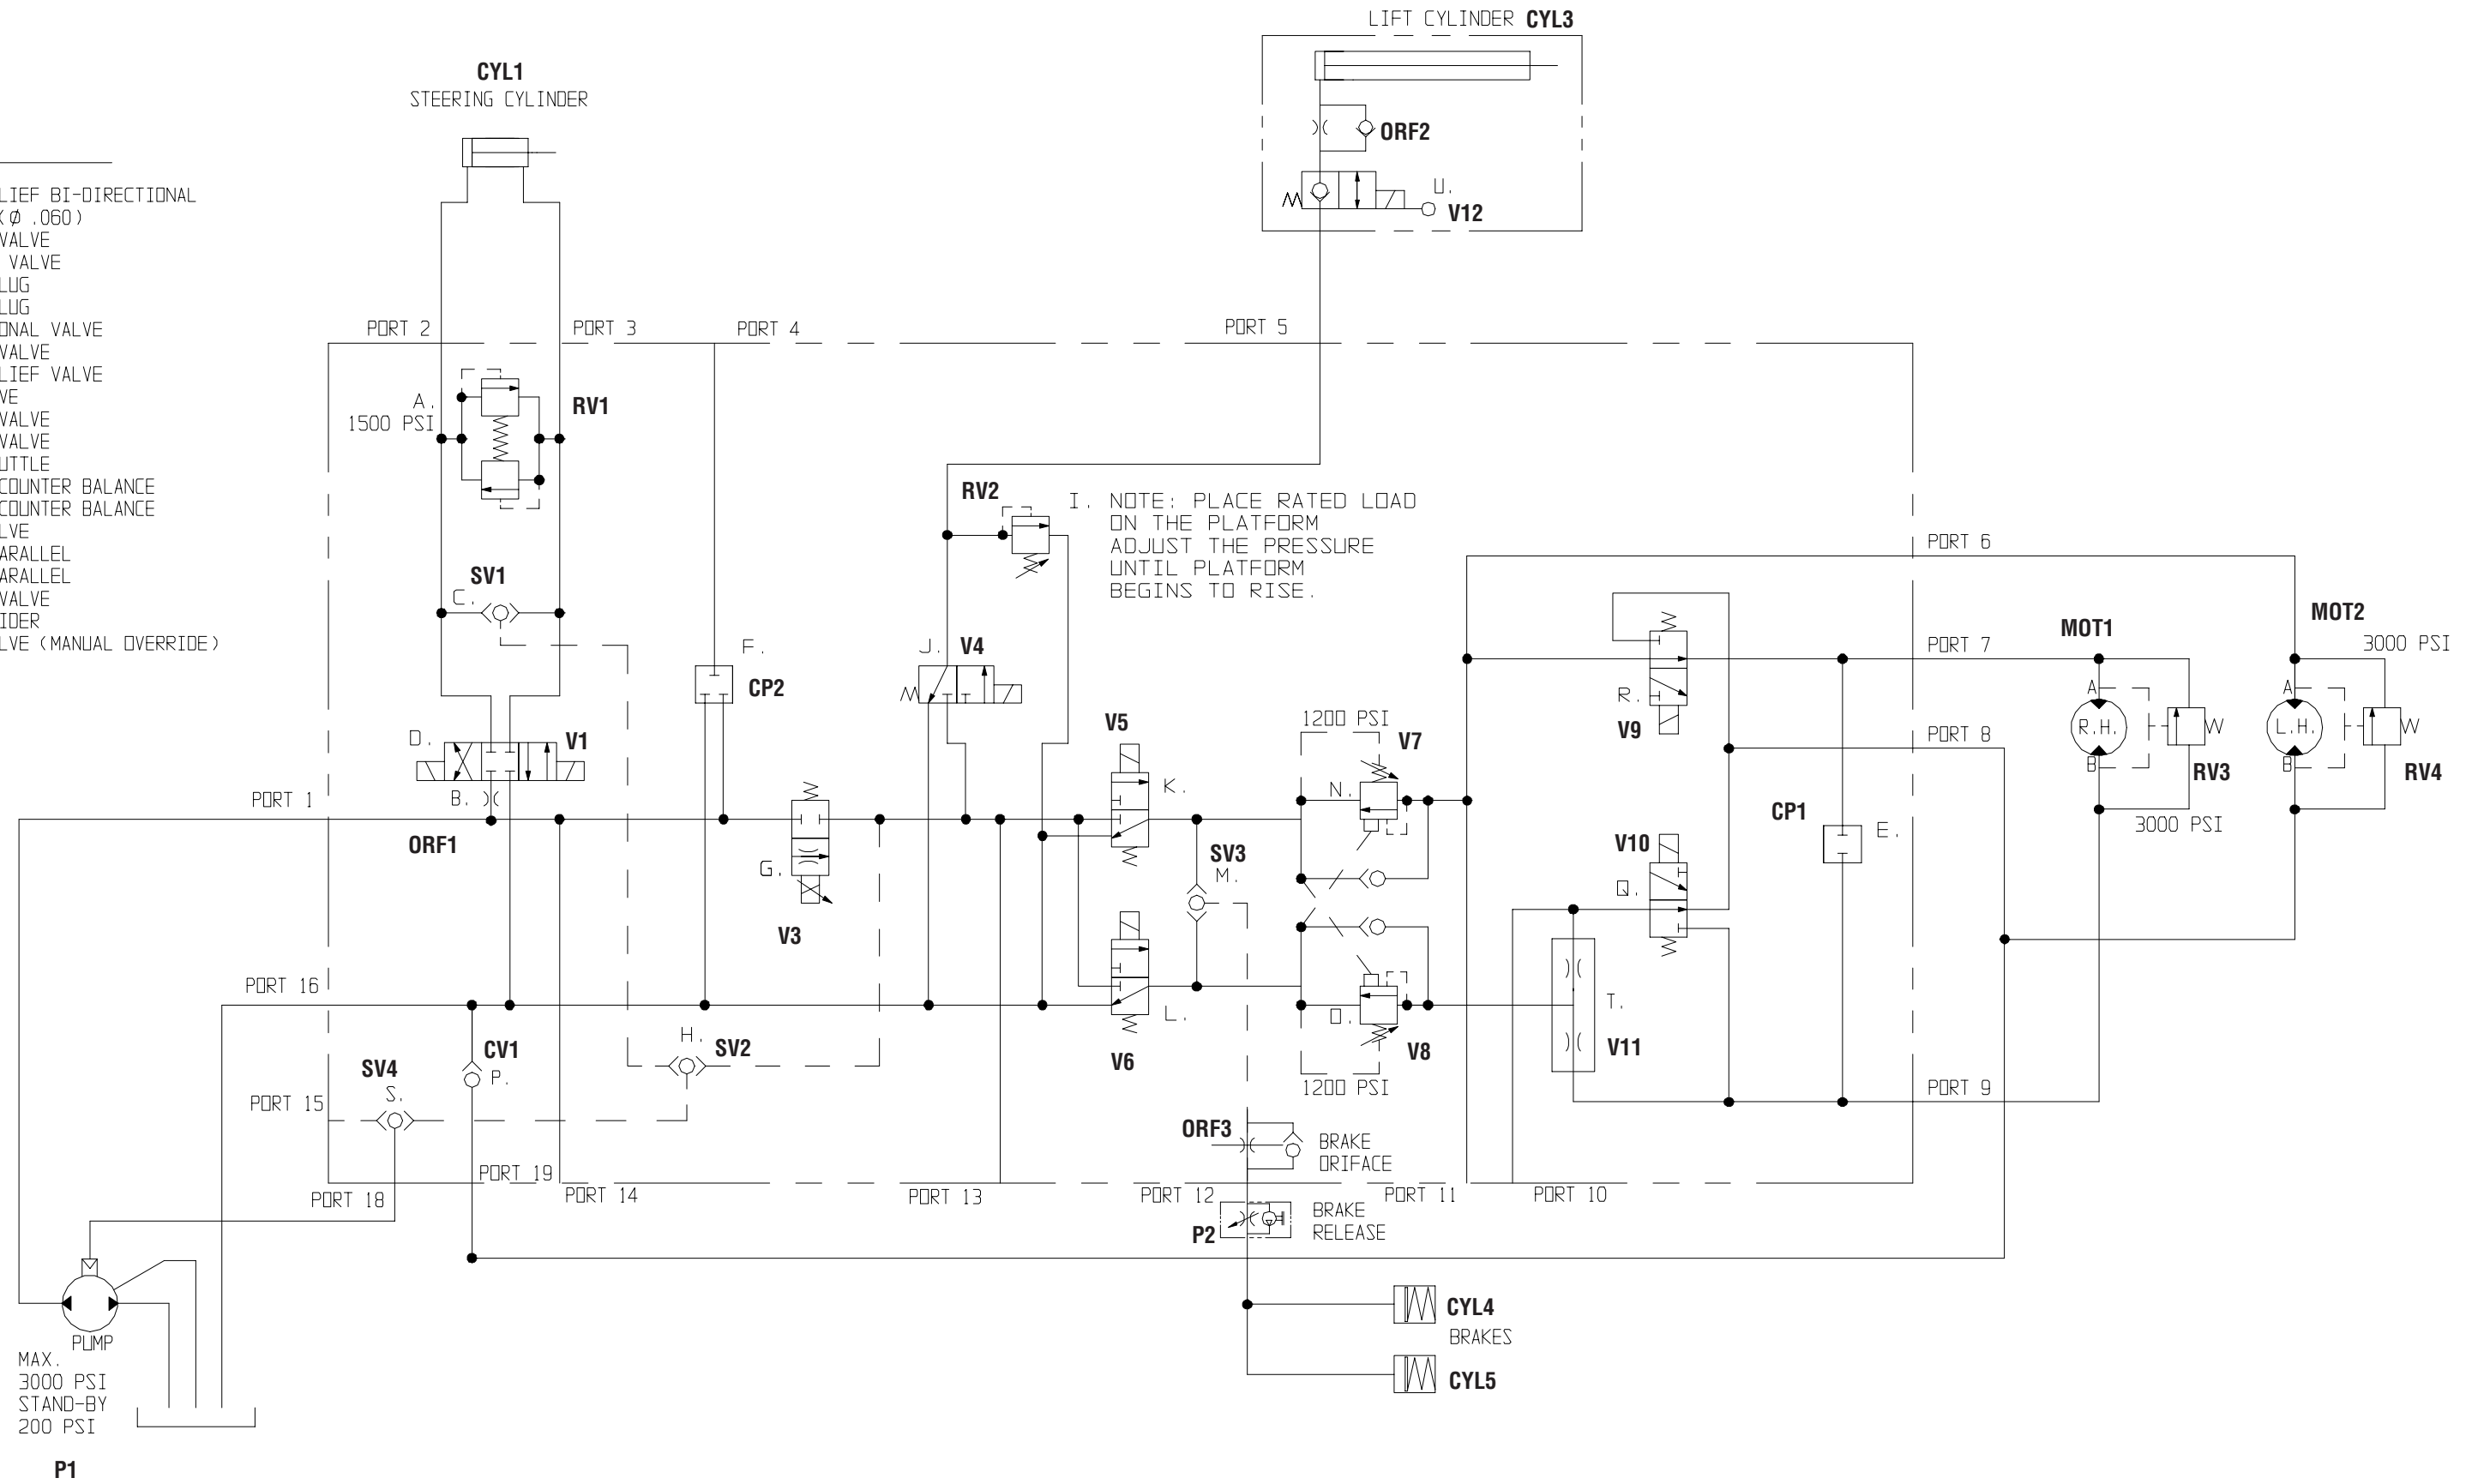 LIFT CYLINDER CYL3
CYL1
STEERING CYLINDER
ORF2
U.
V12
LIEF BI-DIRECTIONAL
(Ø .060)
VALVE
VALVE
LUG
LUG
ONAL VALVE
VALVE
LIEF VALVE
VE
VALVE
VALVE
UTTLE
COUNTER BALANCE
COUNTER BALANCE
LVE
ARALLEL
ARALLEL
VALVE
IDER
LVE (MANUAL OVERRIDE)
PORT 2
PORT 3
PORT 4
PORT 5
A.
1500 PSI
RV1
RV2
I. NOTE: PLACE RATED LOAD
ON THE PLATFORM
ADJUST THE PRESSURE
UNTIL PLATFORM
BEGINS TO RISE.
PORT 6
SV1
C.
MOT2
MOT1
3000 PSI
PORT 7
F.
CP2
J.
V4
R.
V9
A
R.H.
B
A
L.H.
B
V5
1200 PSI
V7
PORT 8
D.
V1
RV3
RV4
B.
PORT 1
K.
N.
CP1
E.
3000 PSI
ORF1
G.
V3
SV3
M.
V10
Q.
PORT 16
L.
V6
O.
V8
1200 PSI
T.
V11
H.
SV2
CV1
P.
SV4
S.
PORT 15
PORT 9
ORF3
BRAKE
ORIFACE
PORT 19
PORT 18
PORT 14
PORT 13
PORT 12
PORT 11
PORT 10
P2
BRAKE
RELEASE
PUMP
MAX.
3000 PSI
STAND-BY
200 PSI
P1
CYL4
BRAKES
CYL5